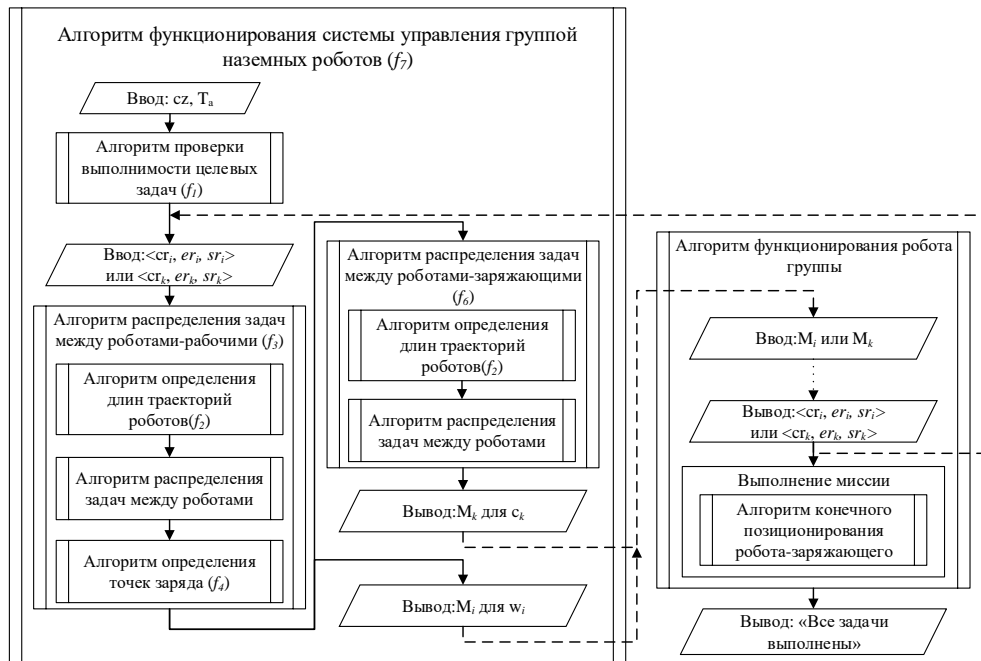 Алгоритм функционирования системы управления группой
наземных роботов (f7)
Ввод: cz, Tа
Алгоритм проверки
выполнимости целевых
задач (f1)
Ввод:<cri, eri, sri>
или <crk, erk, srk>
Алгоритм распределения задач
между роботами-рабочими (f3)
Алгоритм определения
длин траекторий
роботов(f2)
Алгоритм распределения
задач между роботами
Алгоритм определения
точек заряда (f4)
Алгоритм распределения задач
между роботами-заряжающими
(f6)
Алгоритм определения
длин траекторий
роботов(f2)
Алгоритм распределения
задач между роботами
Вывод:Mk для ck
Вывод:Mi для wi
Алгоритм функционирования робота
группы
Ввод:Mi или Mk
Вывод:<cri, eri, sri>
или <crk, erk, srk>
Выполнение миссии
Алгоритм конечного
позиционирования
робота-заряжающего
Вывод: «Все задачи
выполнены»